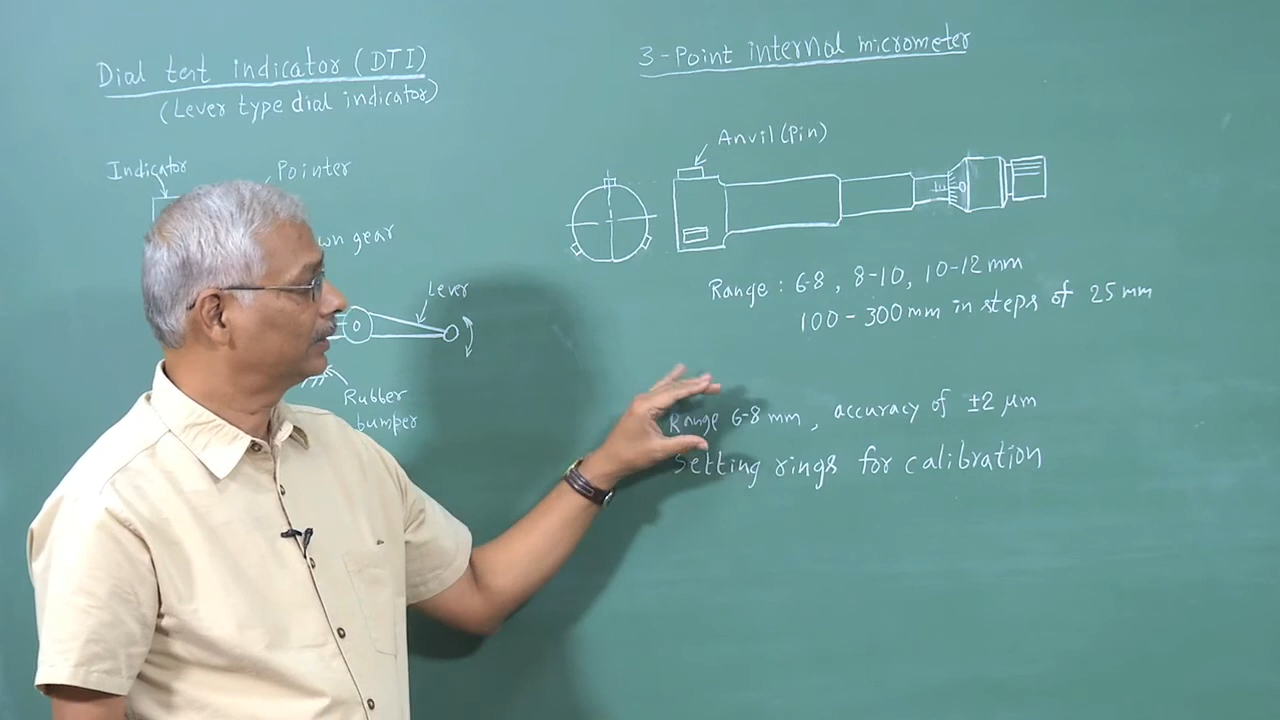 Dial test indicator (DTI)
(Lever type dial indicator)
Indicator
Pointer
wn gear
Lever
Rubber
bumper
3-Point internal micrometer
Anvil (Pin)
Range : 6-8, 8-10, 10-12 mm
100 - 300 mm in steps of 25 mm
Range 6-8 mm, accuracy of ±2 μm
Setting rings for calibration